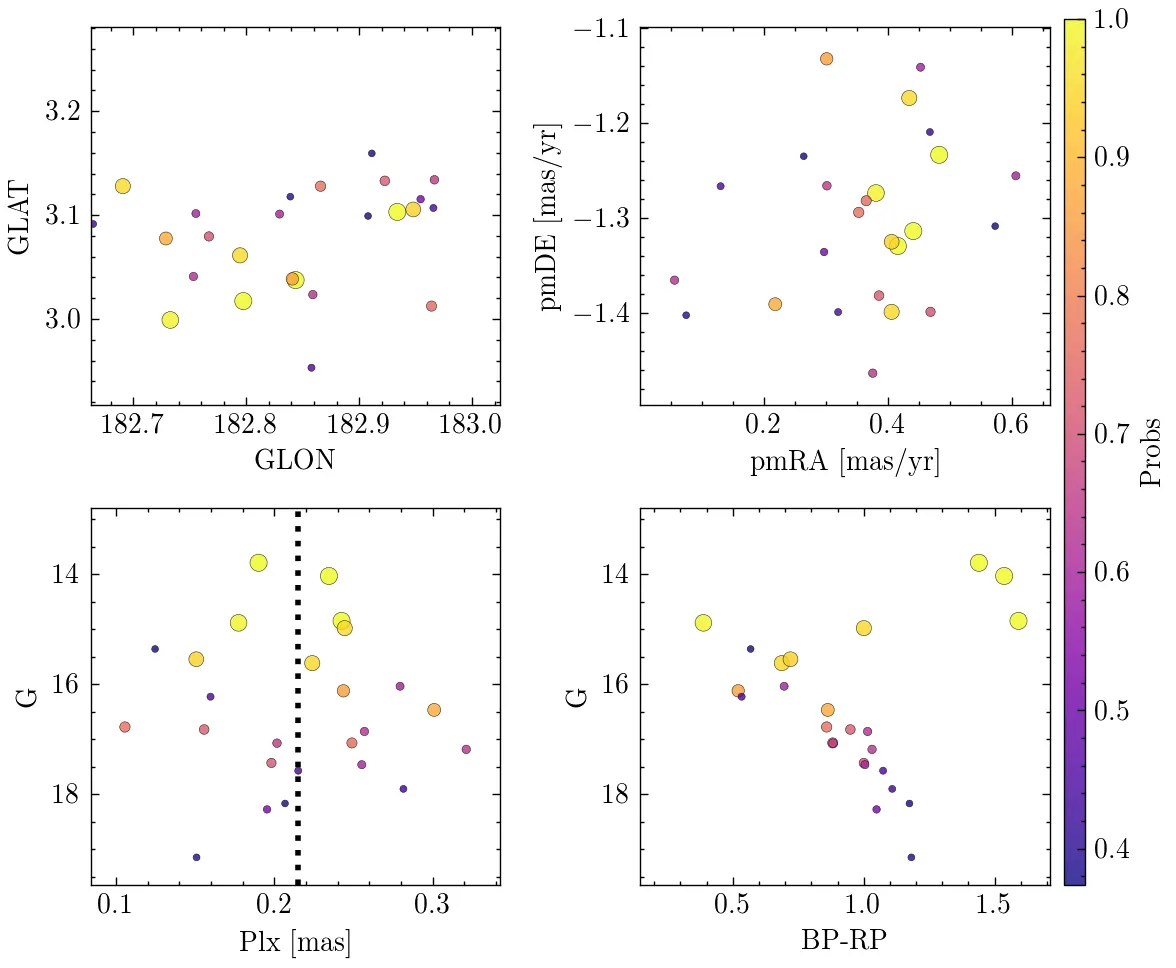 GLAT
3.2
3.1
3.0
182.7 182.8 182.9 183.0
GLON
pmDE [mas/yr]
−1.1
−1.2
−1.3
−1.4
0.2 0.4 0.6
pmRA [mas/yr]
1.0
0.9
0.8
0.7
0.6
0.5
0.4
Probs
G
14
16
18
0.1 0.2 0.3
Plx [mas]
G
14
16
18
0.5 1.0 1.5
BP-RP